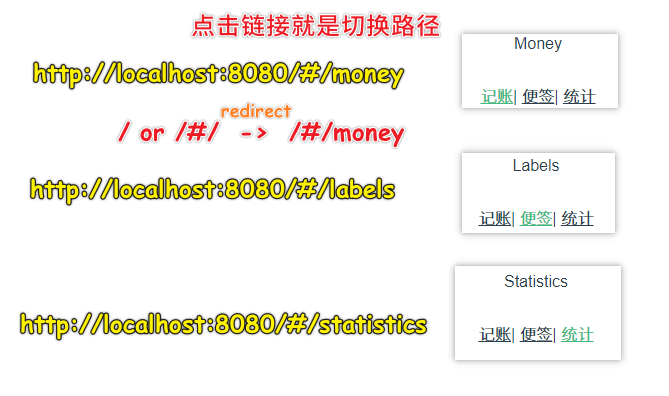 点击链接就是切换路径
Money
http://localhost:8080/#/money
记账| 便签| 统计
redirect
/ or /#/ -> /#/money
Labels
http://localhost:8080/#/labels
记账| 便签| 统计
Statistics
http://localhost:8080/#/statistics
记账| 便签| 统计